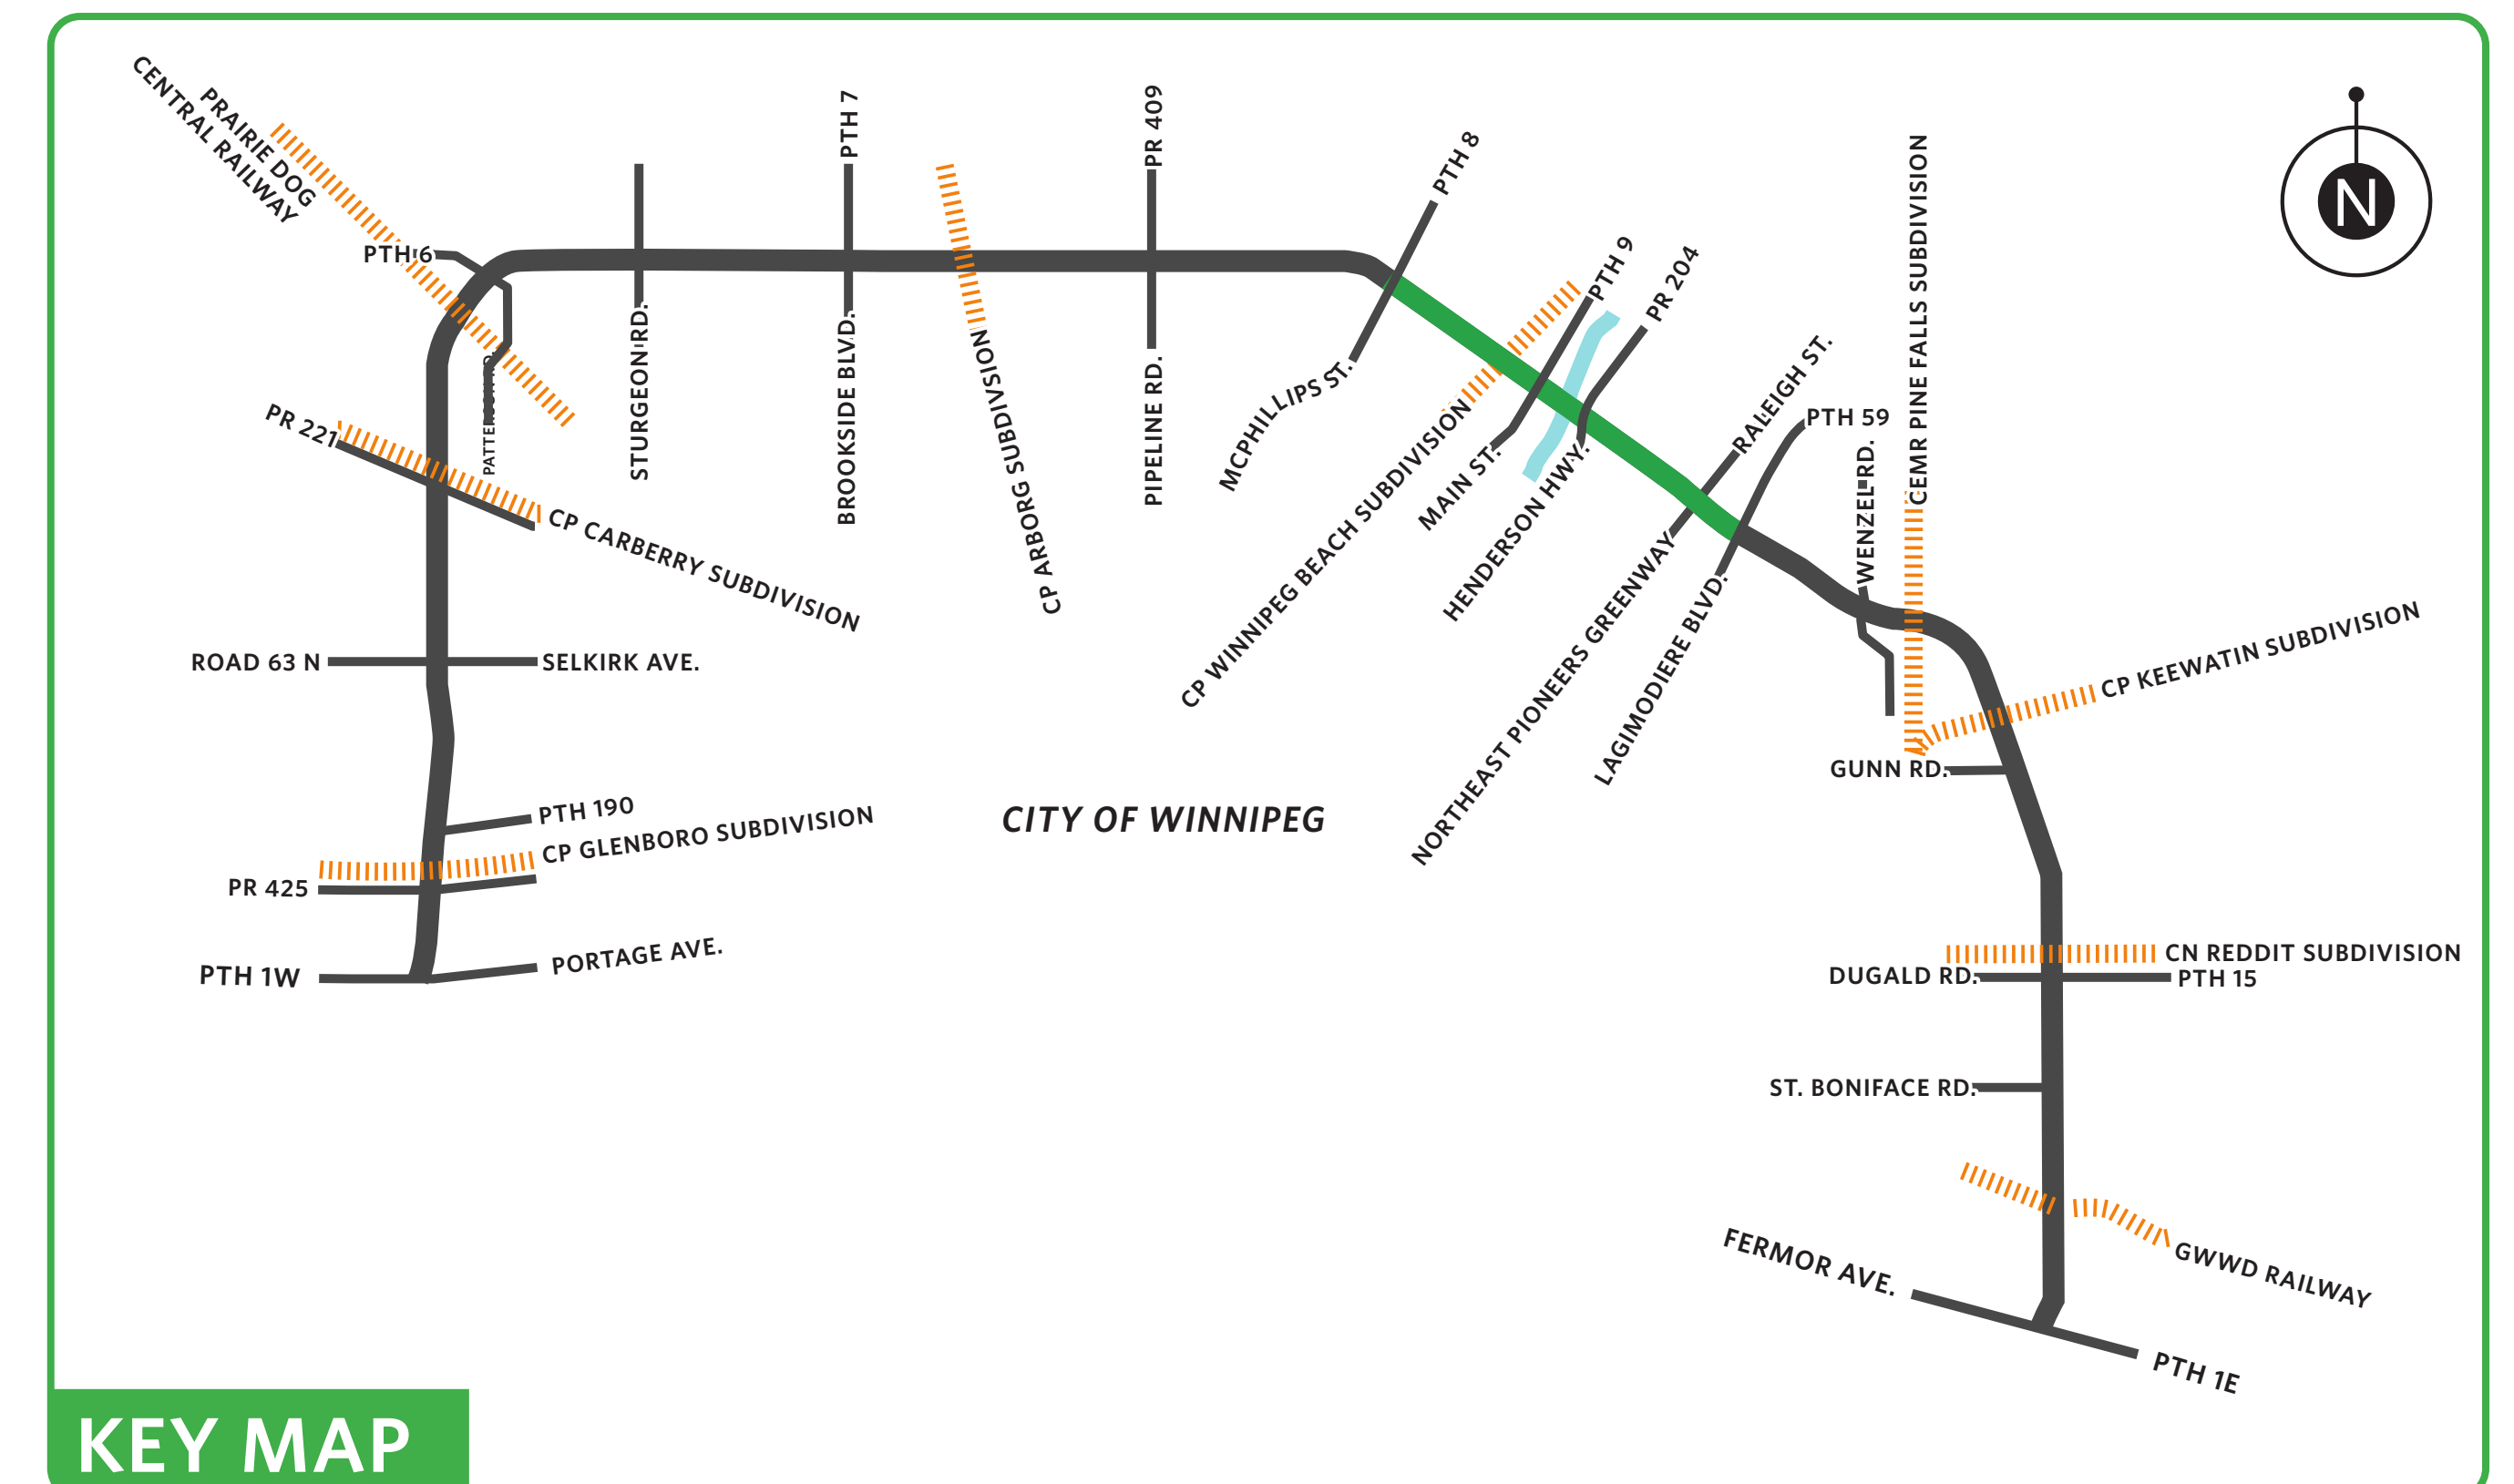 PRAIRIE DOG
CENTRAL RAILWAY
PTH 6
PTH 7
PR 409
PTH 8
PTH 9
PR 204
RALEIGH ST.
PTH 59
WENZEL RD.
CEMR PINE FALLS SUBDIVISION
N
PR 221
STURGEON RD.
BROOKSIDE BLVD.
CP ARBORG SUBDIVISION
PIPELINE RD.
MCPHILLIPS ST.
CP WINNIPEG BEACH SUBDIVISION
MAIN ST.
HENDERSON HWY.
NORTHEAST PIONEERS GREENWAY
LAGIMODIERE BLVD.
CP CARBERRY SUBDIVISION
ROAD 63 N
SELKIRK AVE.
CP KEEWATIN SUBDIVISION
GUNN RD.
PTH 190
CP GLENBORO SUBDIVISION
CITY OF WINNIPEG
PR 425
PTH 1W
PORTAGE AVE.
CN REDDIT SUBDIVISION
DUGALD RD.
PTH 15
ST. BONIFACE RD.
GWWD RAILWAY
FERMOR AVE.
PTH 1E
KEY MAP